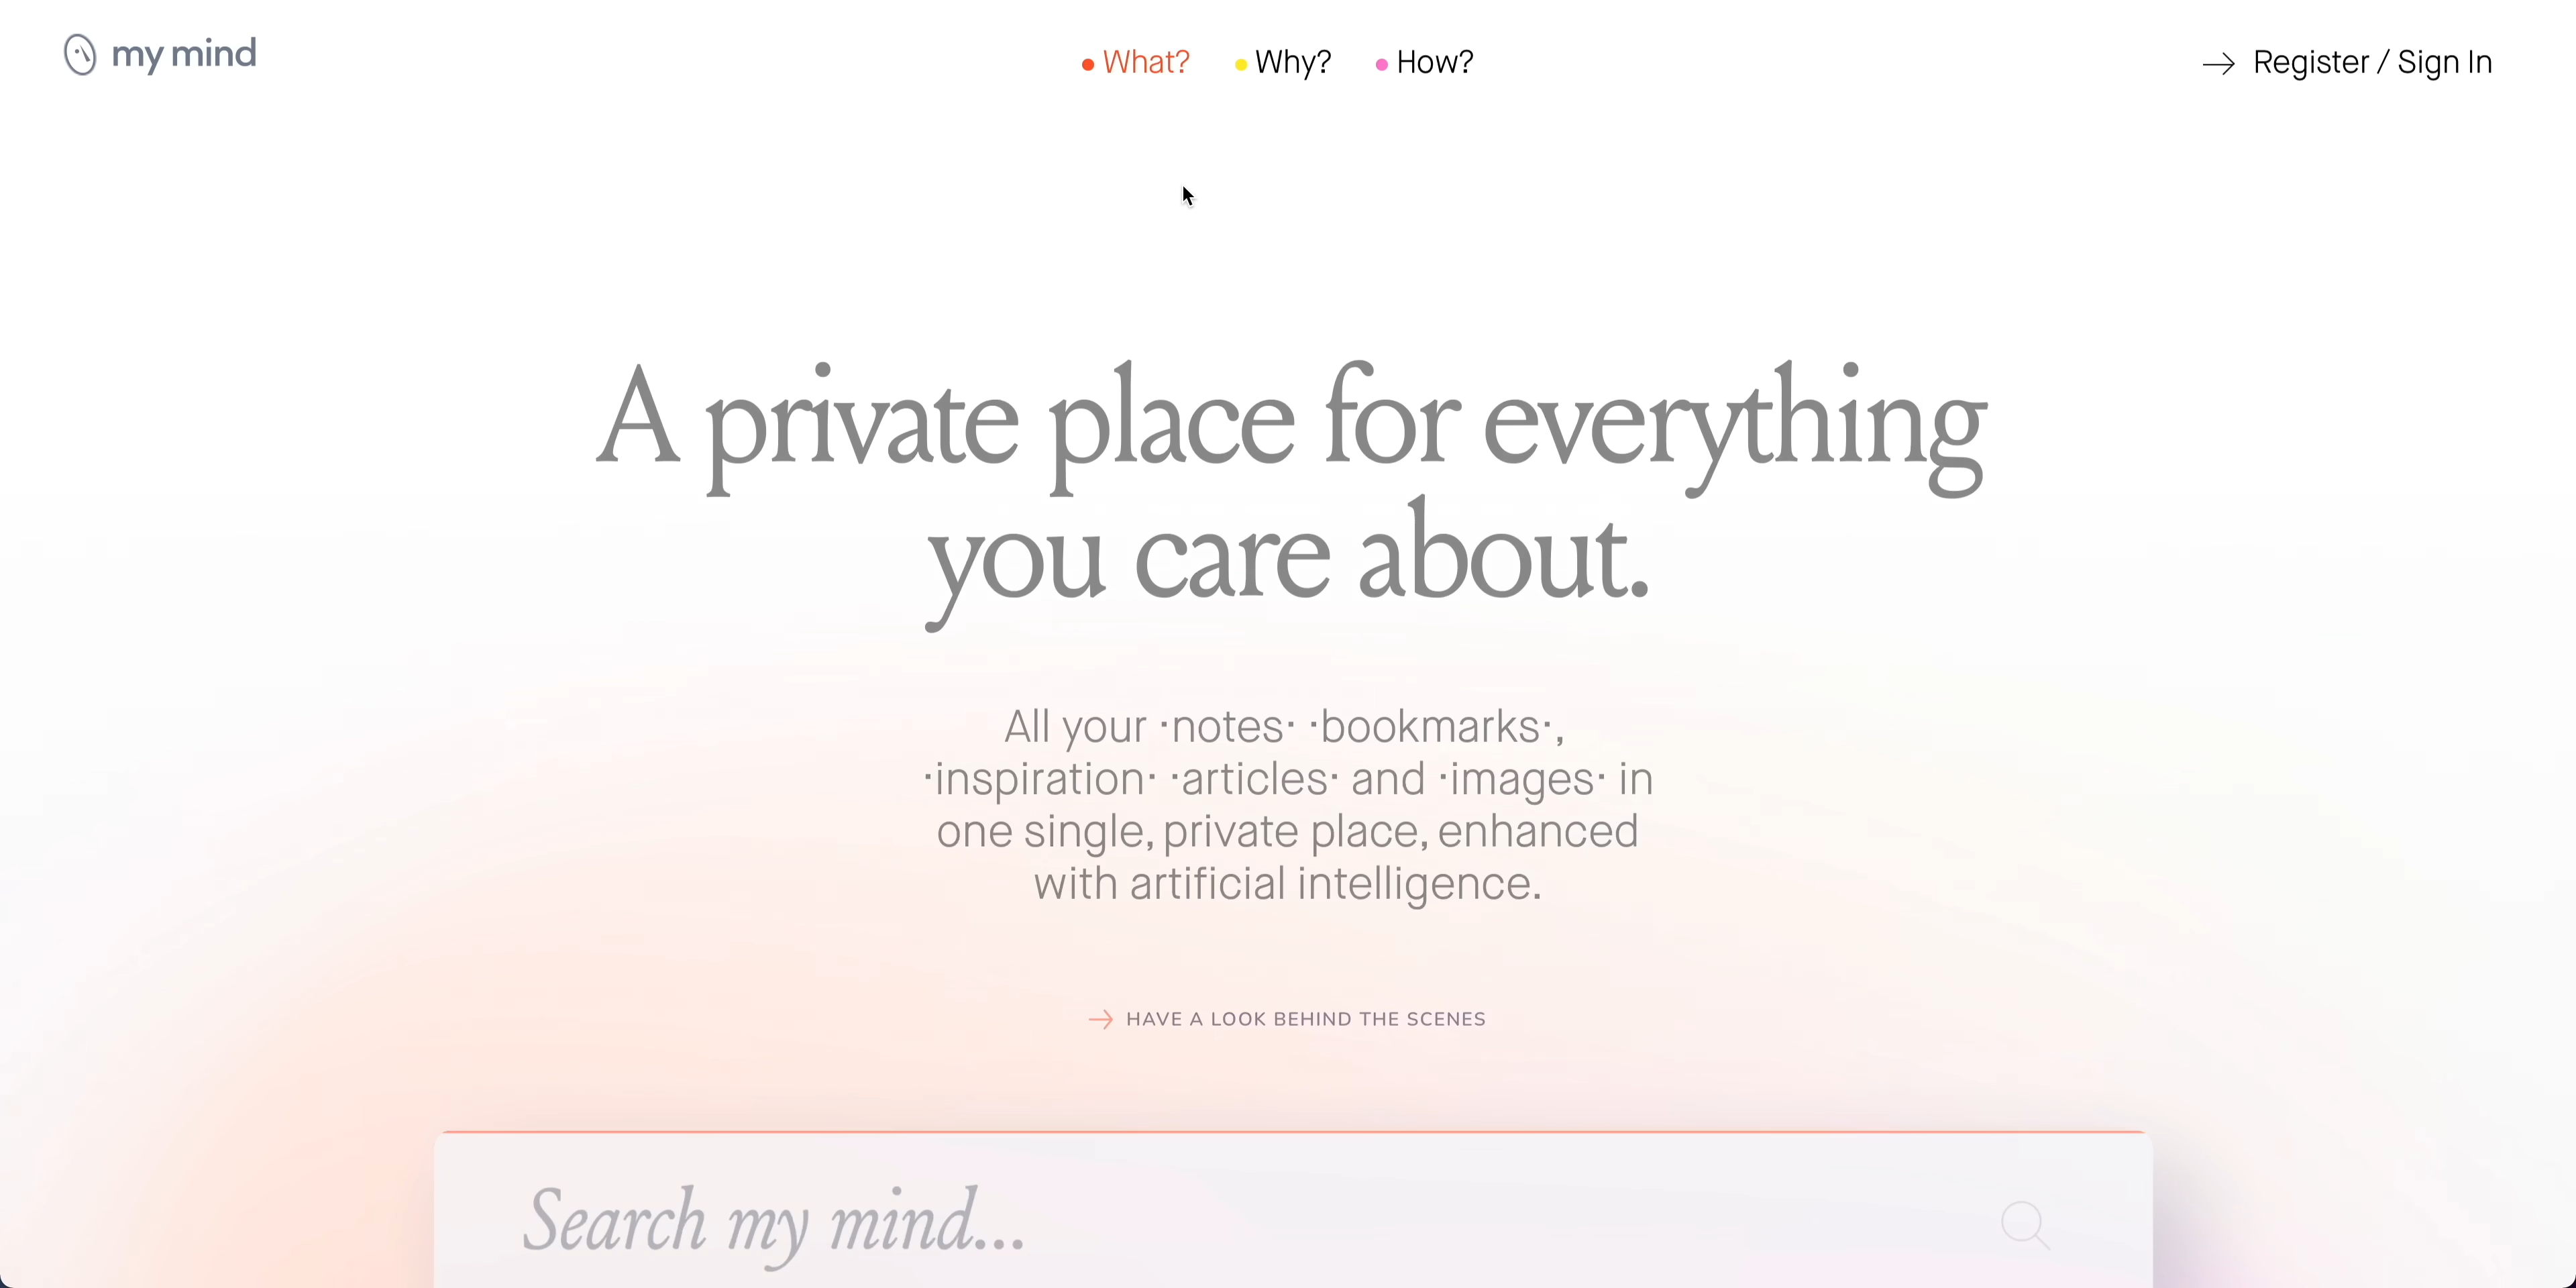 my mind
What?
Why?
How?
Register / Sign In
A private place for everything
you care about.
All your ·notes· ·bookmarks·,
·inspiration· ·articles· and ·images· in
one single, private place, enhanced
with artificial intelligence.
HAVE A LOOK BEHIND THE SCENES
Search my mind...